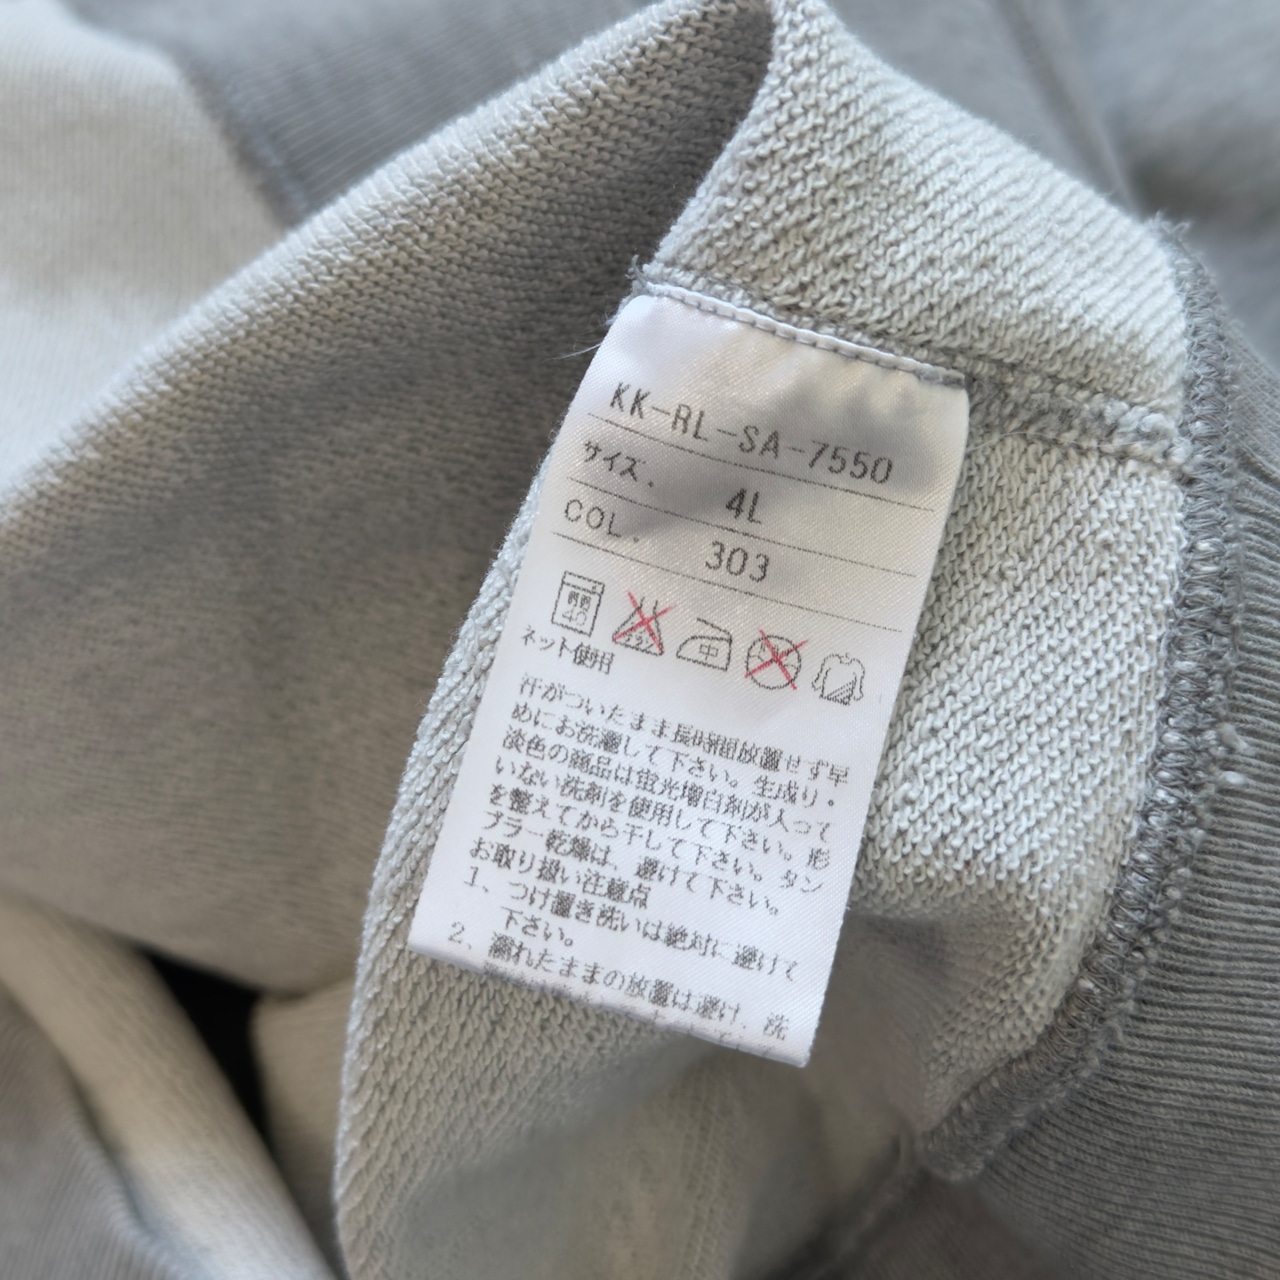 KK-RL-SA-7550
サイズ. 4L
COL. 303
40
中
ネット使用
汗がついたまま長時間放置せず早
めにお洗濯して下さい。生成り・
淡色の商品は蛍光増白剤が入って
いない洗剤を使用して下さい。形
を整えてから干して下さい。タン
ブラー乾燥は、避けて下さい。
お取り扱い注意点
1、つけ置き洗いは絶対に避けて
下さい。
2、濡れたままの放置は避け、洗